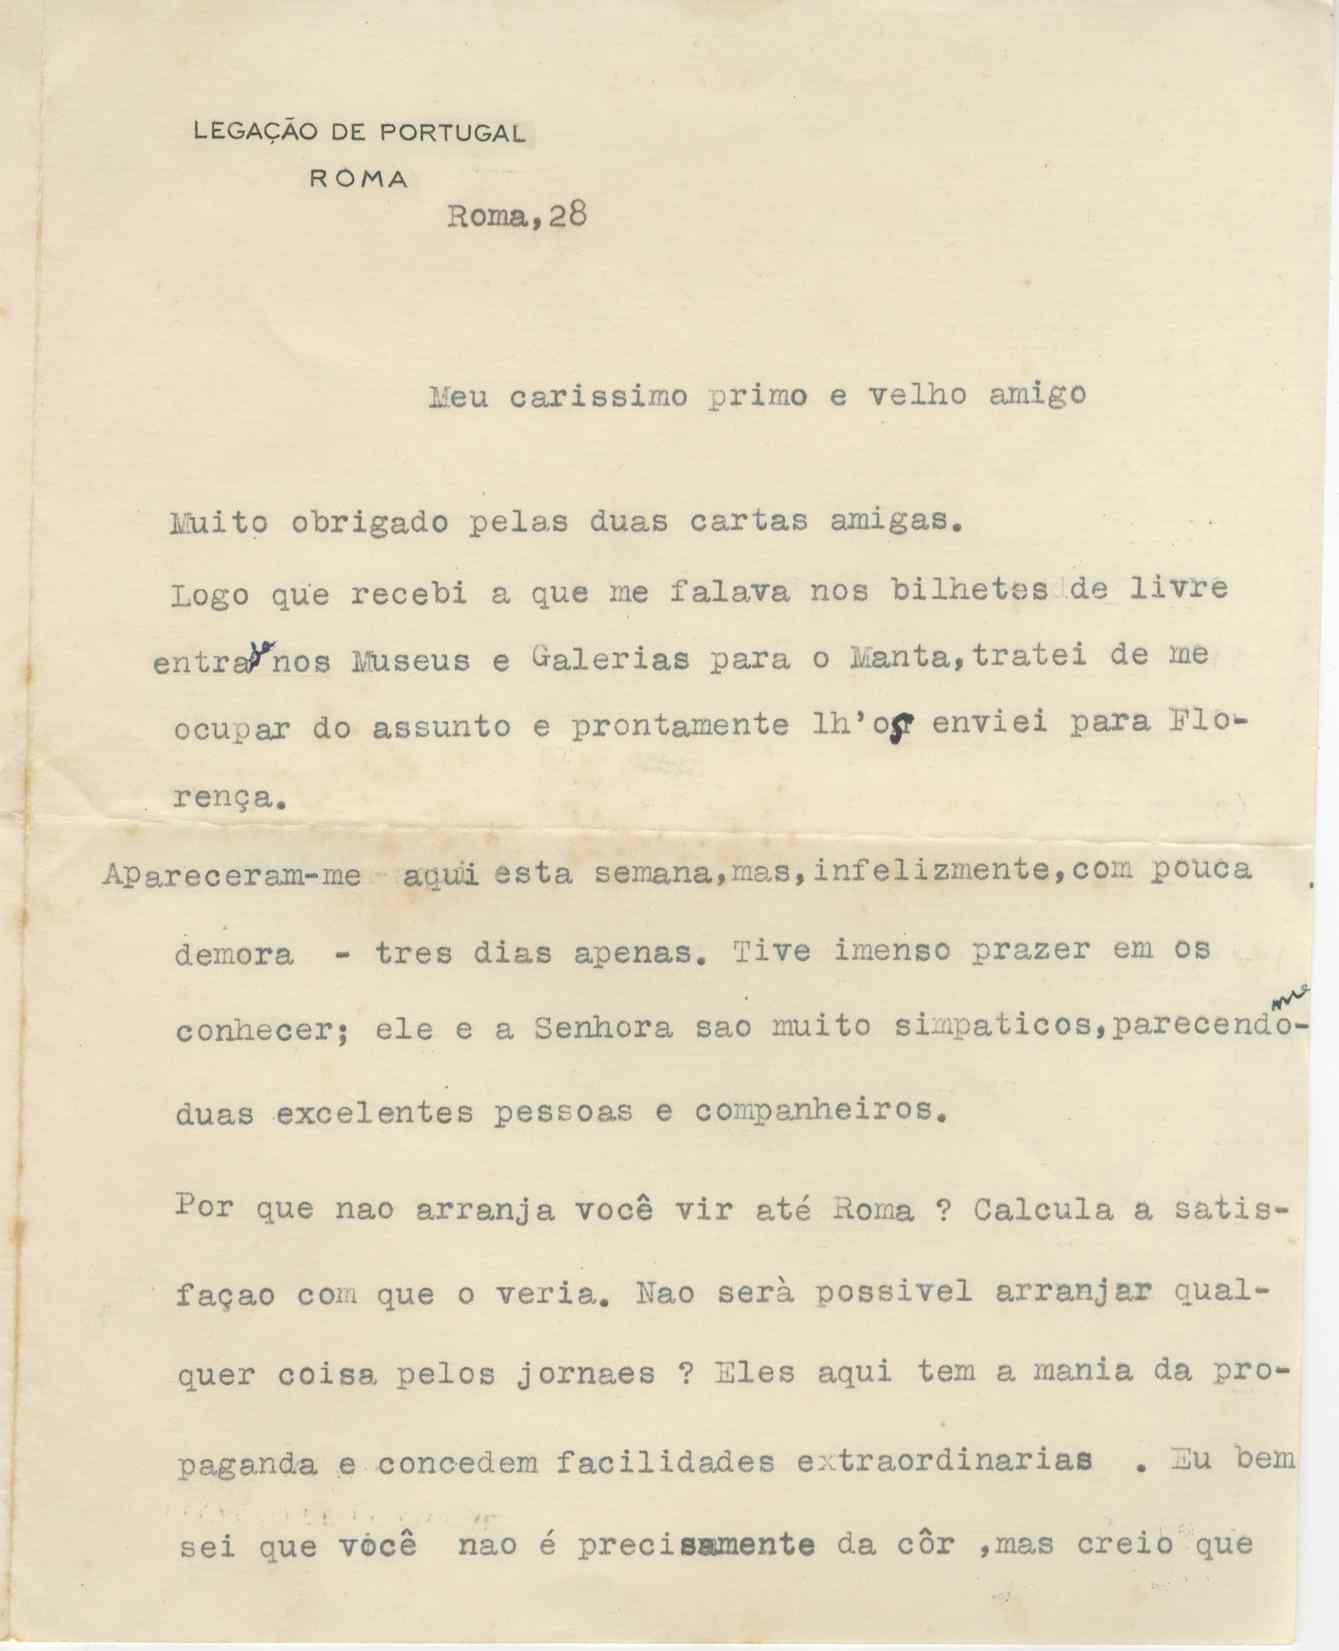 LEGAÇÃO DE PORTUGAL
ROMA
Roma,28
Meu carissimo primo e velho amigo
Muito obrigado pelas duas cartas amigas.
Logo que recebi a que me falava nos bilhetes de livre
entrada nos Museus e Galerias para o Manta,tratei de me
ocupar do assunto e prontamente lh'os enviei para Flo-
rença.
Apareceram-me aqui esta semana,mas,infelizmente,com pouca
demora - tres dias apenas. Tive imenso prazer em os
conhecer; ele e a Senhora sao muito simpaticos,parecendo-me
duas excelentes pessoas e companheiros.
Por que nao arranja você vir até Roma ? Calcula a satis-
façao com que o veria. Nao serà possivel arranjar qual-
quer coisa pelos jornaes ? Eles aqui tem a mania da pro-
paganda e concedem facilidades extraordinarias . Eu bem
sei que você nao é precisamente da côr ,mas creio que